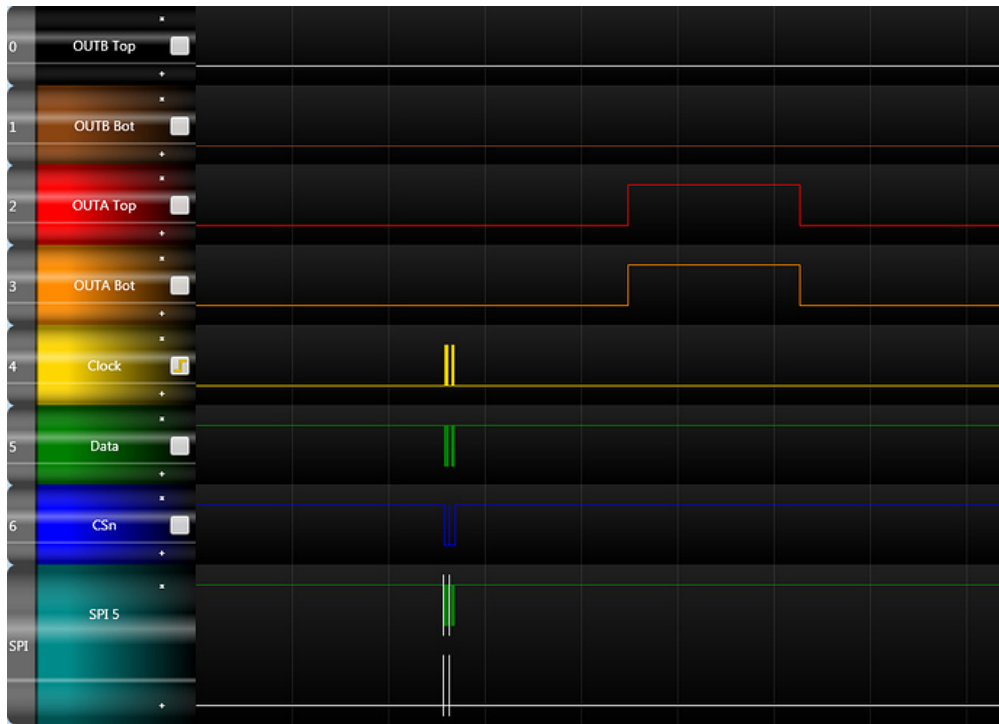 0 OUTB Top
1 OUTB Bot
2 OUTA Top
3 OUTA Bot
4 Clock
5 Data
6 CSn
SPI 5
SPI